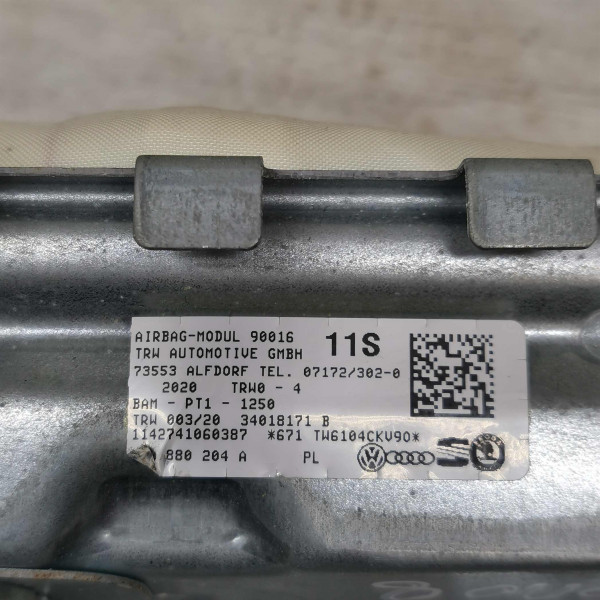 AIRBAG-MODUL 90016 11S
TRW AUTOMOTIVE GMBH
73553 ALFDORF TEL. 07172/302-0
2020 TRW0 - 4
BAM - PT1 - 1250
TRW 003/20 34018171 B
1142741060387 *671 TW6104CKV90*
880 204 A PL